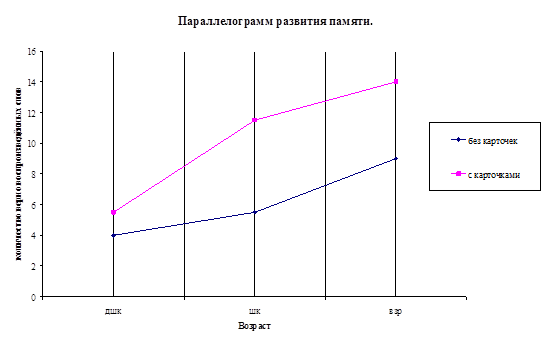 Параллелограмм развития памяти.
количество верно воспроизведённых слов
16
14
12
10
8
6
4
2
0
дшк
шк
взр
Возраст
без карточек
с карточками